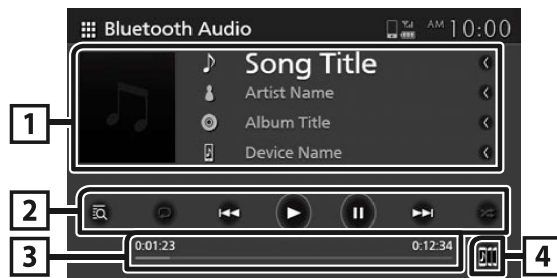 Bluetooth Audio
AM 10:00
Song Title
Artist Name
Album Title
Device Name
1
2
0:01:23
0:12:34
3
4